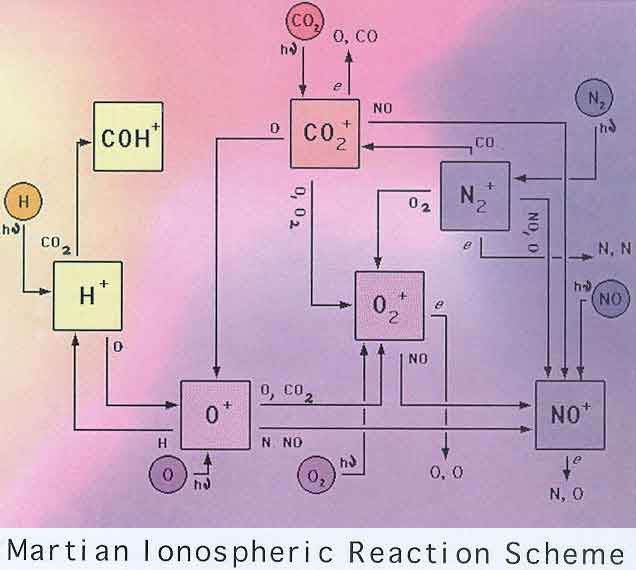 CO2
O, CO
hν
e
NO
N2
CO2+
O
hν
COH+
CO
N2+
O, O2
O2
NO, O
H
hν
CO2
e
N, N
H+
O2+
e
hν
NO
O
NO
O+
O, CO2
NO+
H
N. NO
O
hν
O2
hν
O, O
e
N, O
Martian Ionospheric Reaction Scheme